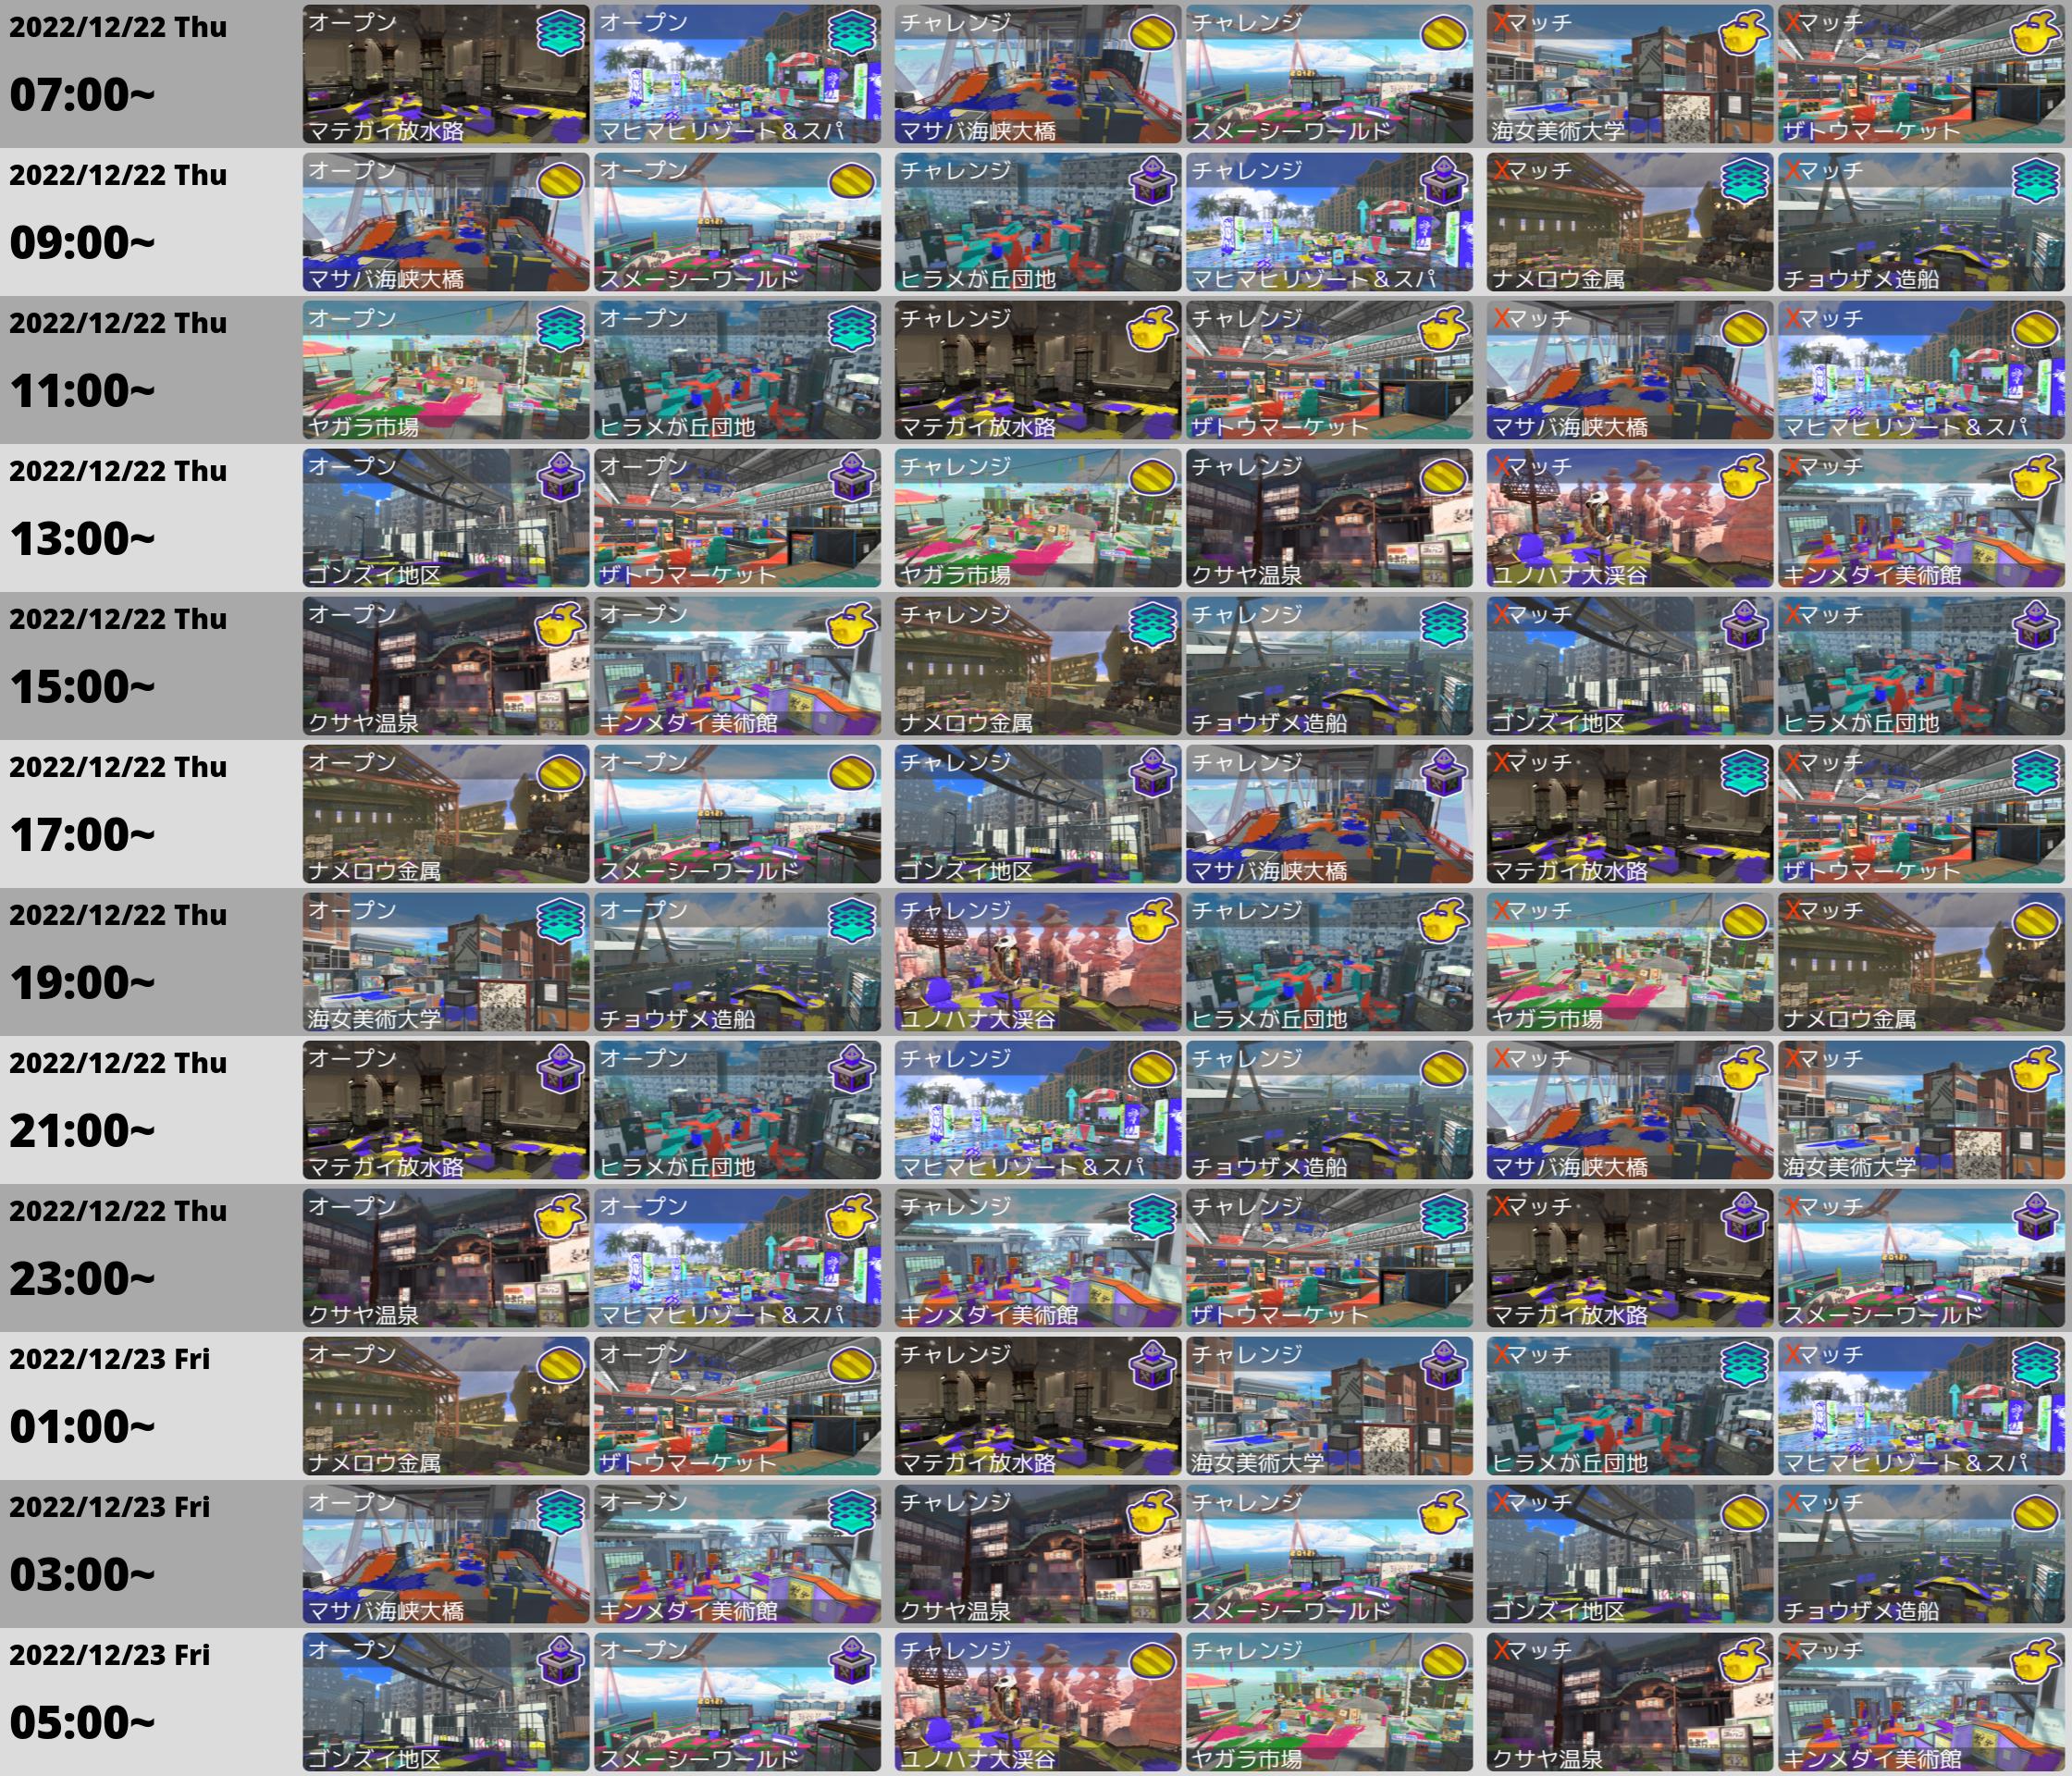 2022/12/22 Thu
07:00~
オープン
マテガイ放水路
オープン
マヒマヒリゾート＆スパ
チャレンジ
マサバ海峡大橋
チャレンジ
スメーシーワールド
Xマッチ
海女美術大学
Xマッチ
ザトウマーケット
2022/12/22 Thu
09:00~
オープン
マサバ海峡大橋
オープン
スメーシーワールド
チャレンジ
ヒラメが丘団地
チャレンジ
マヒマヒリゾート＆スパ
Xマッチ
ナメロウ金属
Xマッチ
チョウザメ造船
2022/12/22 Thu
11:00~
オープン
ヤガラ市場
オープン
ヒラメが丘団地
チャレンジ
マテガイ放水路
チャレンジ
ザトウマーケット
Xマッチ
マサバ海峡大橋
Xマッチ
マヒマヒリゾート＆スパ
2022/12/22 Thu
13:00~
オープン
ゴンズイ地区
オープン
ザトウマーケット
チャレンジ
ヤガラ市場
チャレンジ
クサヤ温泉
Xマッチ
ユノハナ大渓谷
Xマッチ
キンメダイ美術館
2022/12/22 Thu
15:00~
オープン
クサヤ温泉
オープン
キンメダイ美術館
チャレンジ
ナメロウ金属
チャレンジ
チョウザメ造船
Xマッチ
ゴンズイ地区
Xマッチ
ヒラメが丘団地
2022/12/22 Thu
17:00~
オープン
ナメロウ金属
オープン
スメーシーワールド
チャレンジ
ゴンズイ地区
チャレンジ
マサバ海峡大橋
Xマッチ
マテガイ放水路
Xマッチ
ザトウマーケット
2022/12/22 Thu
19:00~
オープン
海女美術大学
オープン
チョウザメ造船
チャレンジ
ユノハナ大渓谷
チャレンジ
ヒラメが丘団地
Xマッチ
ヤガラ市場
Xマッチ
ナメロウ金属
2022/12/22 Thu
21:00~
オープン
マテガイ放水路
オープン
ヒラメが丘団地
チャレンジ
マヒマヒリゾート＆スパ
チャレンジ
チョウザメ造船
Xマッチ
マサバ海峡大橋
Xマッチ
海女美術大学
2022/12/22 Thu
23:00~
オープン
クサヤ温泉
オープン
マヒマヒリゾート＆スパ
チャレンジ
キンメダイ美術館
チャレンジ
ザトウマーケット
Xマッチ
マテガイ放水路
Xマッチ
スメーシーワールド
2022/12/23 Fri
01:00~
オープン
ナメロウ金属
オープン
ザトウマーケット
チャレンジ
マテガイ放水路
チャレンジ
海女美術大学
Xマッチ
ヒラメが丘団地
Xマッチ
マヒマヒリゾート＆スパ
2022/12/23 Fri
03:00~
オープン
マサバ海峡大橋
オープン
キンメダイ美術館
チャレンジ
クサヤ温泉
チャレンジ
スメーシーワールド
Xマッチ
ゴンズイ地区
Xマッチ
チョウザメ造船
2022/12/23 Fri
05:00~
オープン
ゴンズイ地区
オープン
スメーシーワールド
チャレンジ
ユノハナ大渓谷
チャレンジ
ヤガラ市場
Xマッチ
クサヤ温泉
Xマッチ
キンメダイ美術館